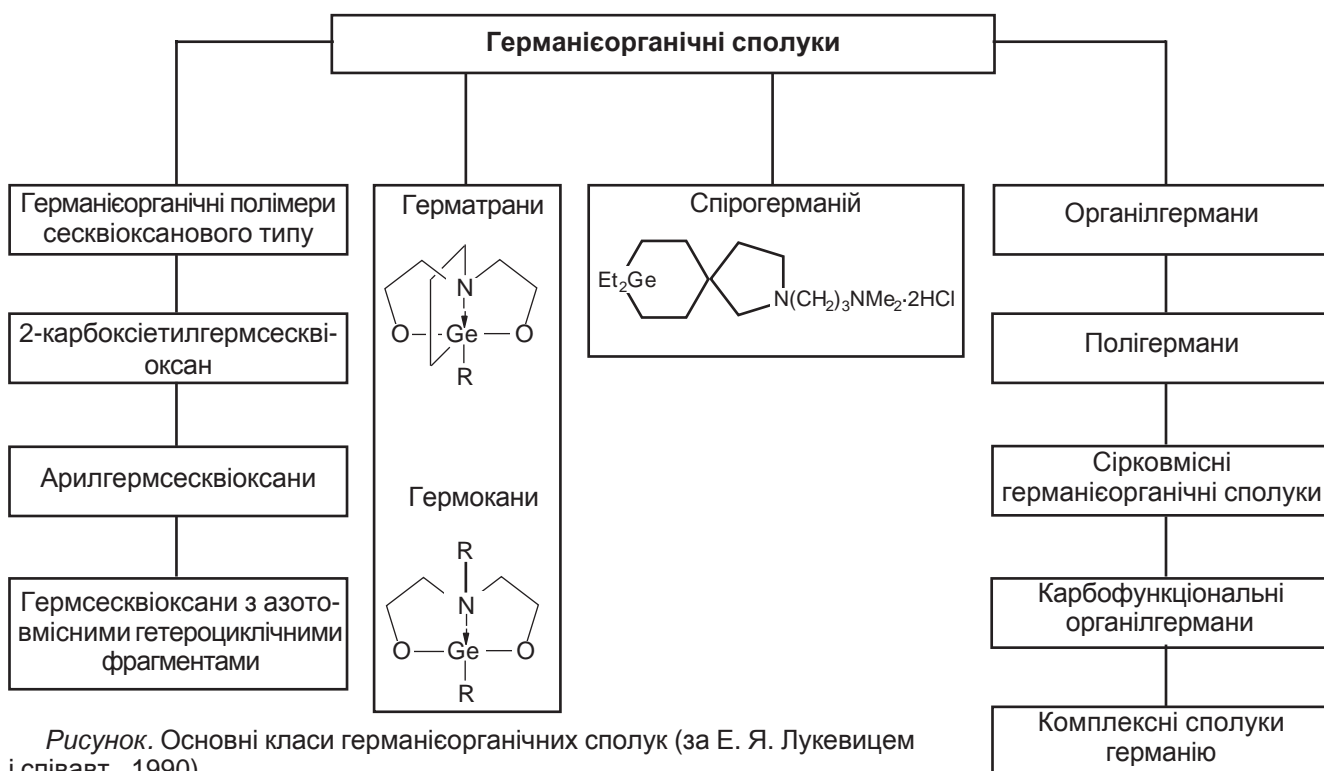 Германієорганічні сполуки
Германієорганічні полімери
сесквіоксанового типу
2-карбоксіетилгермсескві-
оксан
Арилгермсесквіоксани
Гермсесквіоксани з азото-
вмісними гетероциклічними
фрагментами
Герматрани
N
O
Ge
O
R
Гермокани
R
N
O
Ge
O
R
Спірогерманій
Et₂Ge
N(CH₂)₃NMe₂·2HCl
Органілгермани
Полігермани
Сірковмісні
германієорганічні сполуки
Карбофункціональні
органілгермани
Комплексні сполуки
германію
Рисунок. Основні класи германієорганічних сполук (за Е. Я. Лукевицем
і співавт., 1990)